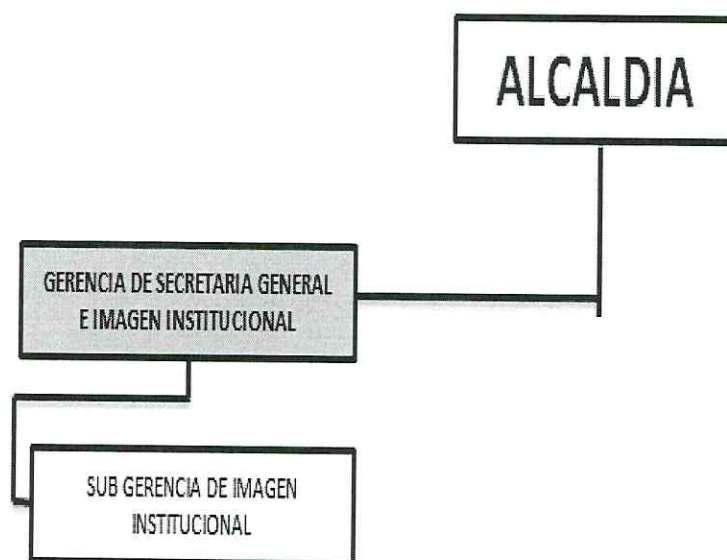 ALCALDIA
GERENCIA DE SECRETARIA GENERAL
E IMAGEN INSTITUCIONAL
SUB GERENCIA DE IMAGEN
INSTITUCIONAL